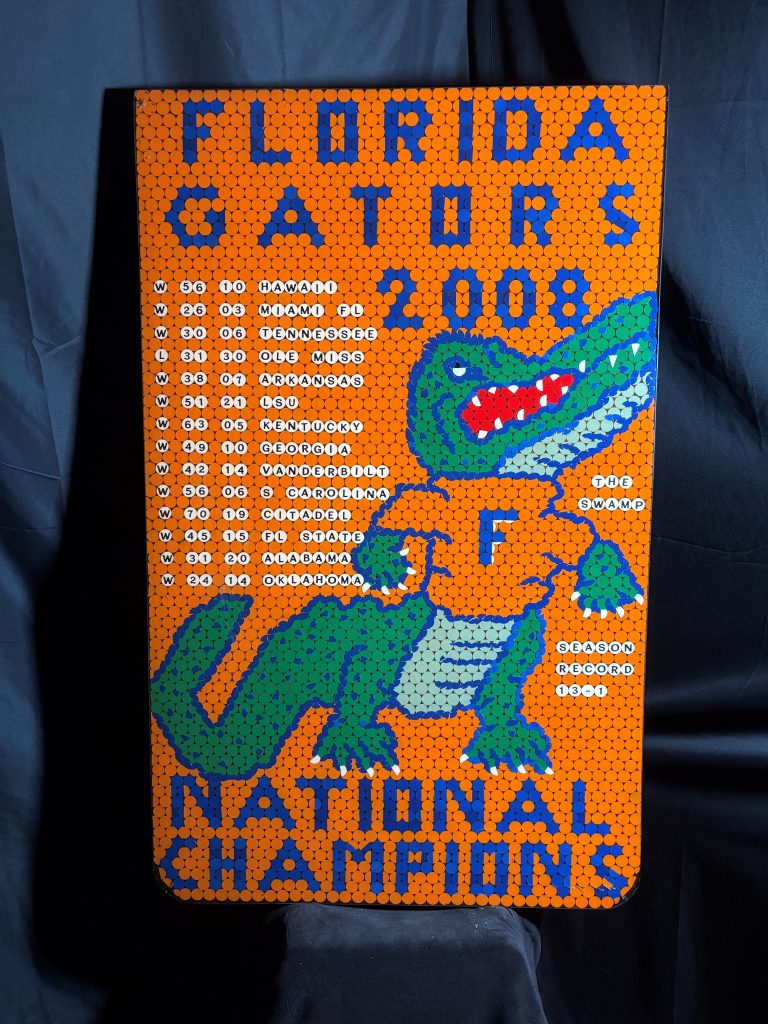 FLORIDA
GATORS
2008
W 56 10 HAWAII
W 26 03 MIAMI FL
W 30 06 TENNESSEE
L 31 30 OLE MISS
W 38 07 ARKANSAS
W 51 21 LSU
W 63 05 KENTUCKY
W 49 10 GEORGIA
W 42 14 VANDERBILT
W 56 06 S CAROLINA
W 70 19 CITADEL
W 45 15 FL STATE
W 31 20 ALABAMA
W 24 14 OKLAHOMA
THE
SWAMP
F
SEASON
RECORD
13-1
NATIONAL
CHAMPIONS